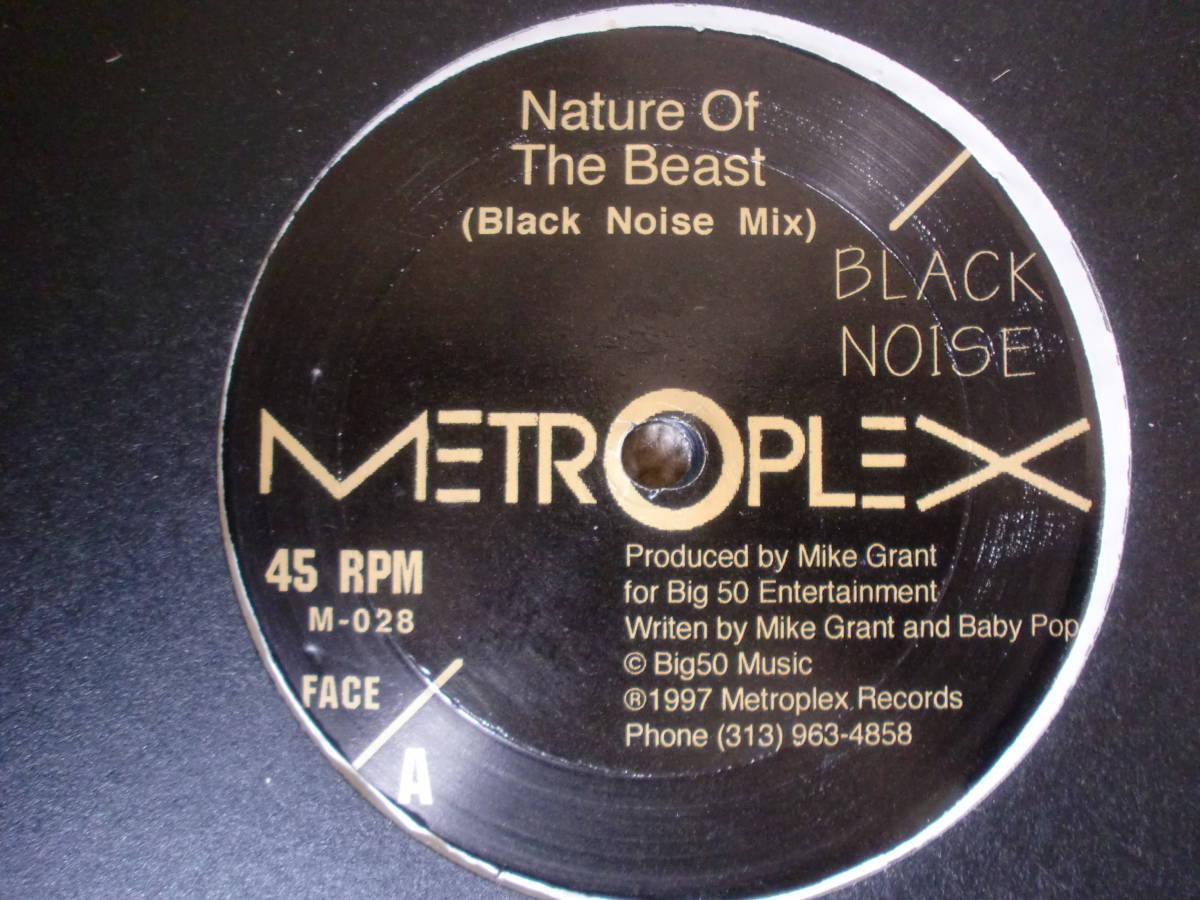 Nature Of
The Beast
(Black Noise Mix)
BLACK
NOISE
METROPLEX
45 RPM
M-028
FACE
A
Produced by Mike Grant
for Big 50 Entertainment
Writen by Mike Grant and Baby Pop
© Big50 Music
®1997 Metroplex Records
Phone (313) 963-4858